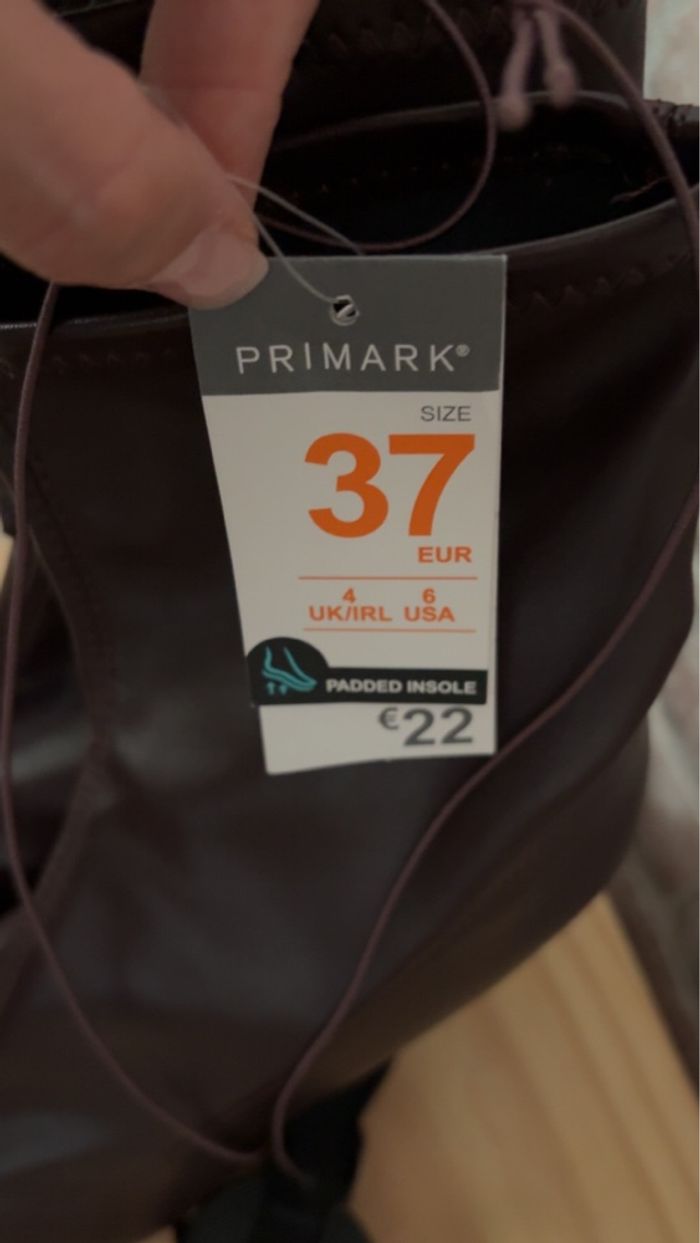 PRIMARK®
SIZE
37
EUR
4 6
UK/IRL USA
PADDED INSOLE
€22